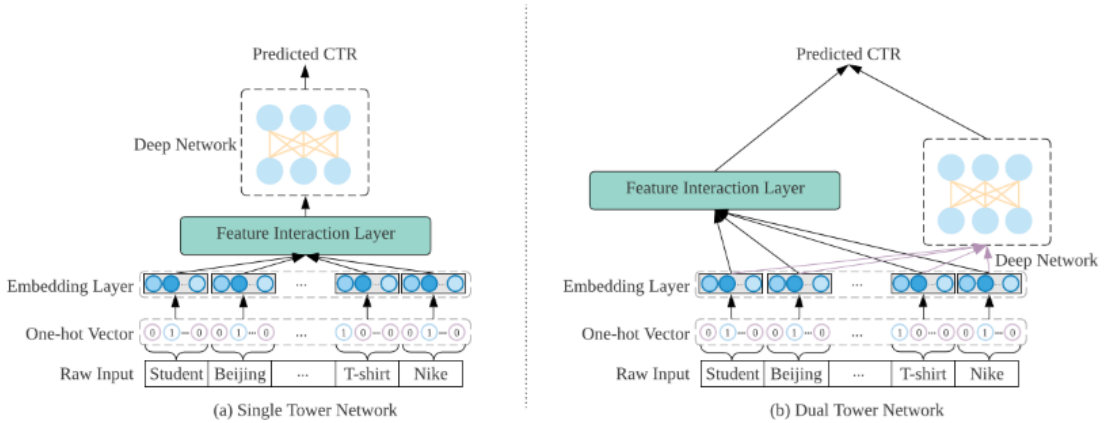 Predicted CTR
Deep Network
Feature Interaction Layer
Embedding Layer ...
One-hot Vector 0 1 ... 0 0 1 ... 0 ... 1 0 ... 0 0 1 ... 0
Raw Input Student Beijing ... T-shirt Nike
(a) Single Tower Network
Predicted CTR
Feature Interaction Layer
Deep Network
Embedding Layer ...
One-hot Vector 0 1 ... 0 0 1 ... 0 ... 1 0 ... 0 0 1 ... 0
Raw Input Student Beijing ... T-shirt Nike
(b) Dual Tower Network